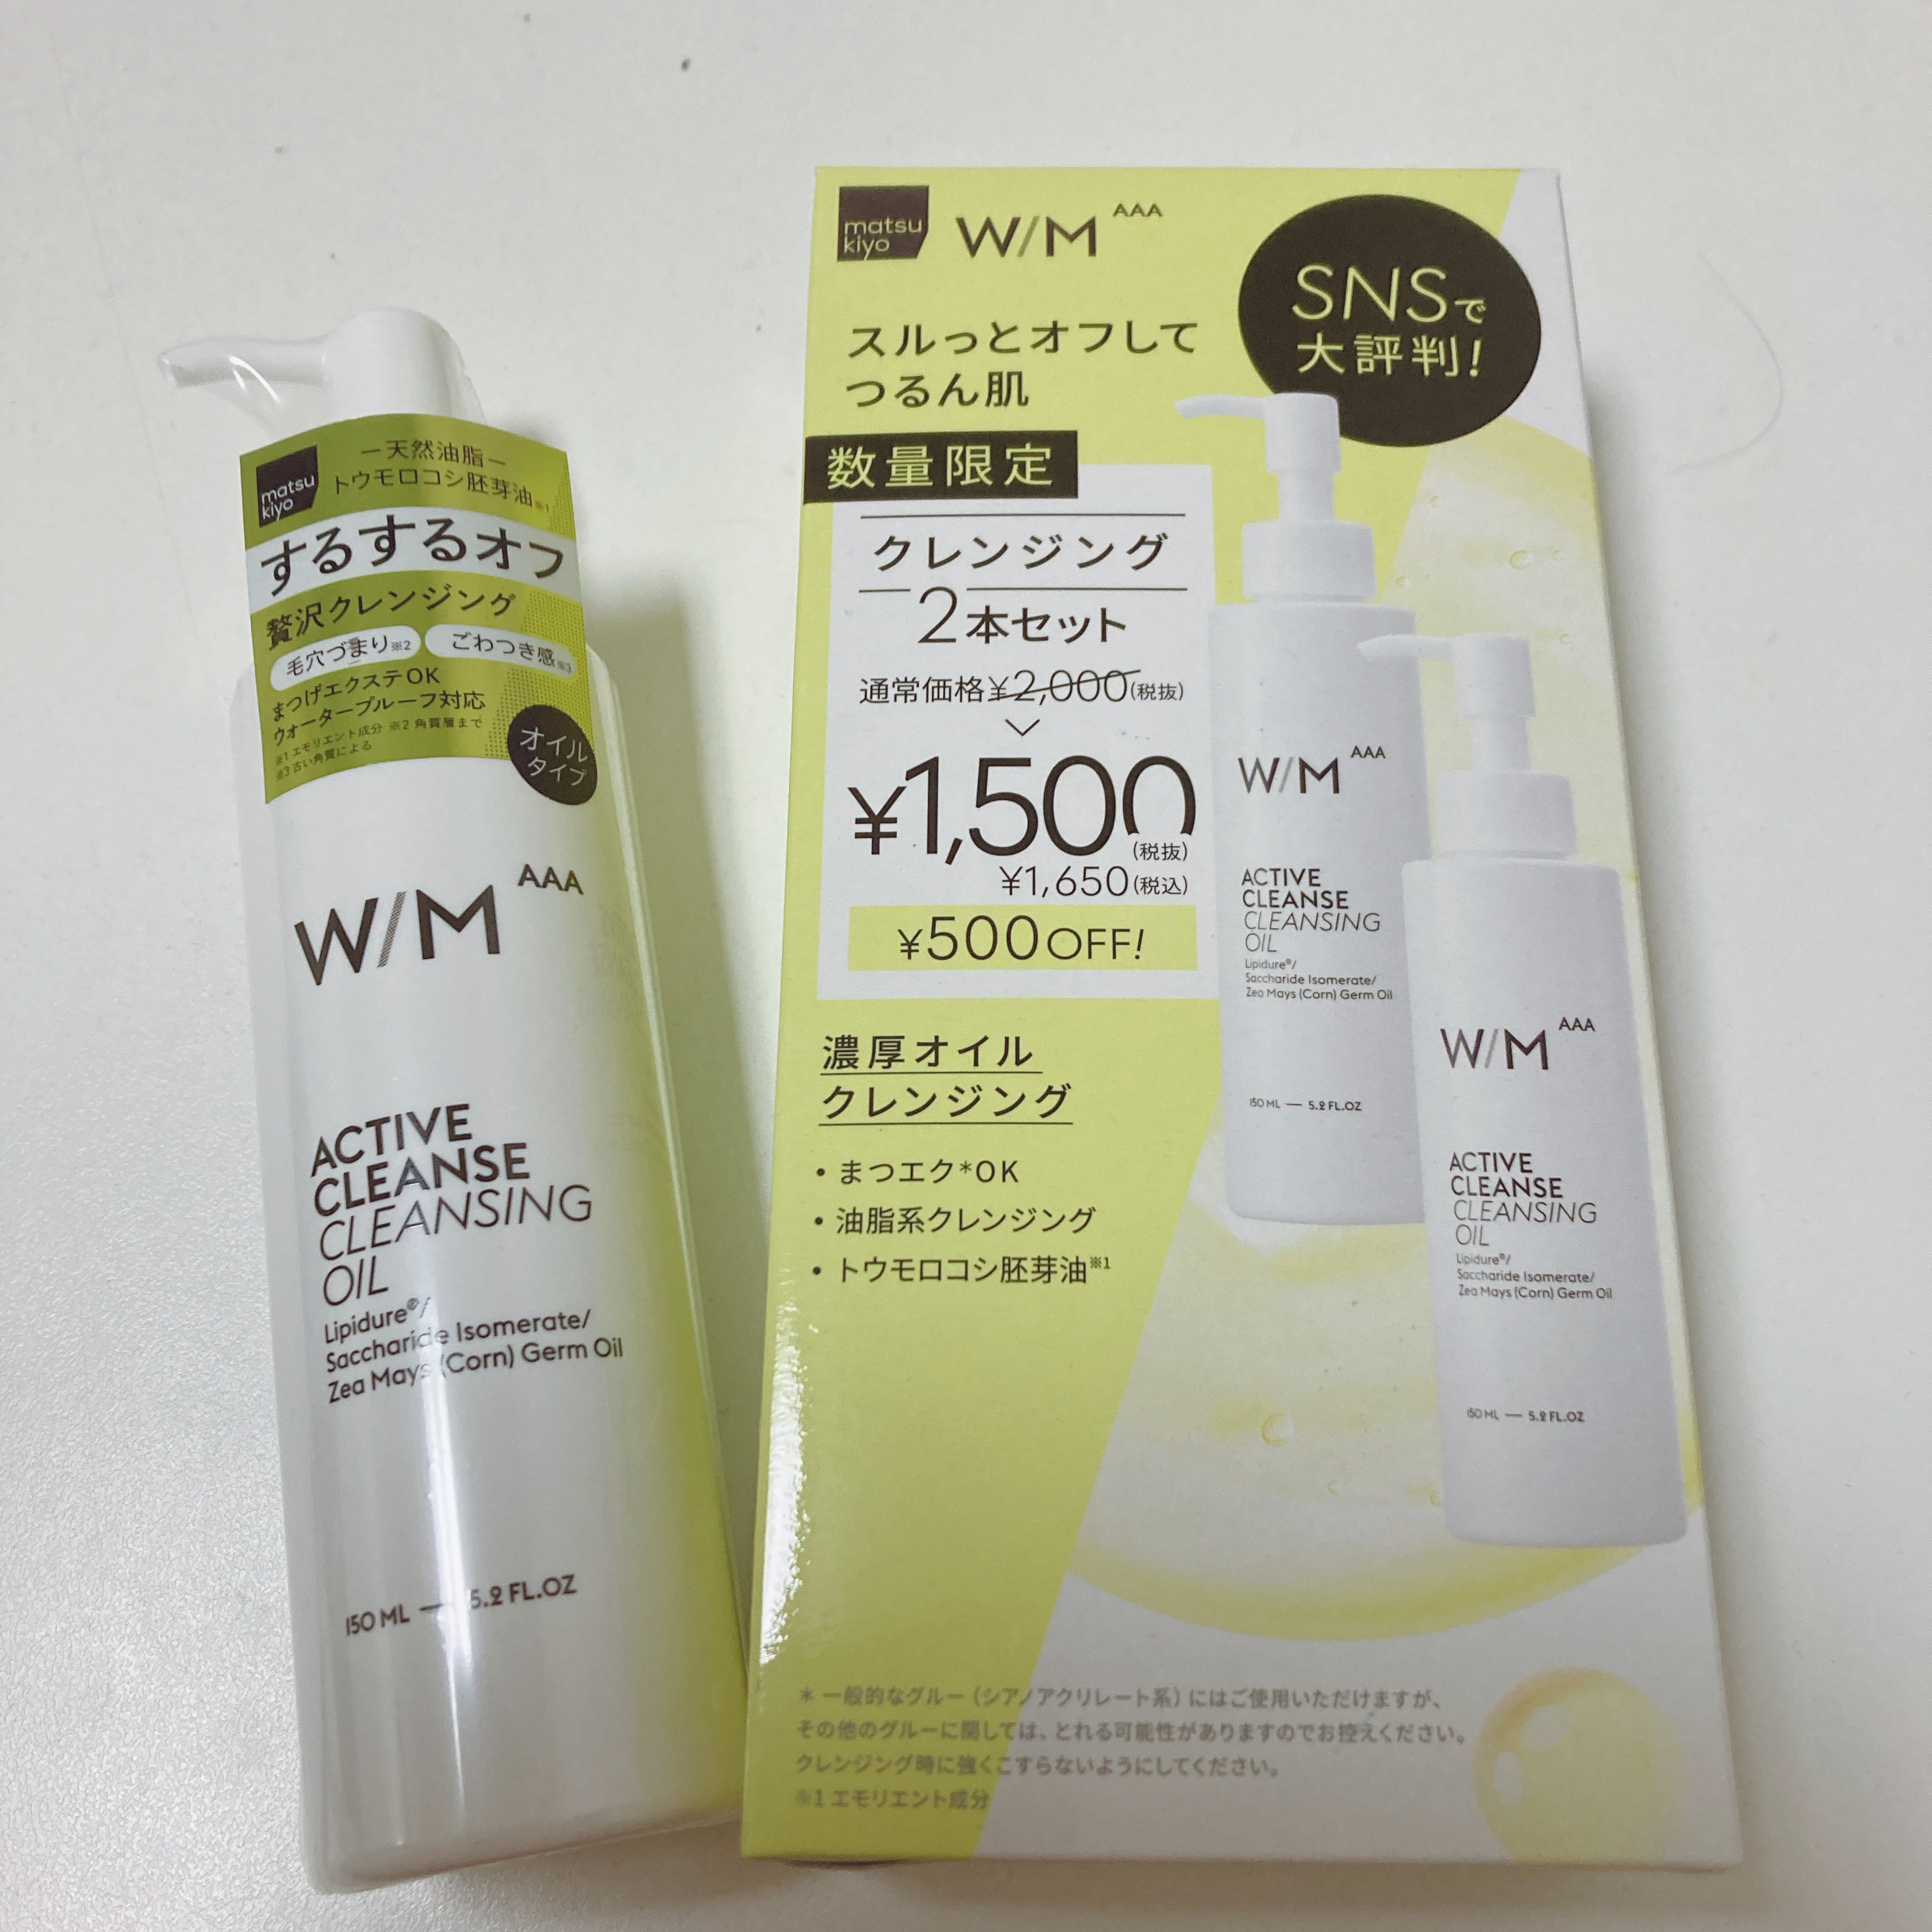 matsu
kiyo
－天然油脂－
トウモロコシ胚芽油※1
するするオフ
贅沢クレンジング
毛穴づまり※2 ごわつき感※3
まつげエクステOK
ウォータープルーフ対応
※1 エモリエント成分 ※2 角質層まで
※3 古い角質による
オイル
タイプ
W/M AAA
ACTIVE
CLEANSE
CLEANSING
OIL
Lipidure®/
Saccharide Isomerate/
Zea Mays (Corn) Germ Oil
150 ML — 5.2 FL.OZ
matsu
kiyo
W/M AAA
SNSで
大評判!
スルっとオフして
つるん肌
数量限定
クレンジング
2本セット
通常価格¥2,000(税抜)
¥1,500
(税抜)
¥1,650(税込)
¥500OFF!
濃厚オイル
クレンジング
・まつエク*OK
・油脂系クレンジング
・トウモロコシ胚芽油※1
W/M AAA
ACTIVE
CLEANSE
CLEANSING
OIL
Lipidure®/
Saccharide Isomerate/
Zea Mays (Corn) Germ Oil
150 ML — 5.2 FL.OZ
W/M AAA
ACTIVE
CLEANSE
CLEANSING
OIL
Lipidure®/
Saccharide Isomerate/
Zea Mays (Corn) Germ Oil
150 ML — 5.2 FL.OZ
＊一般的なグルー（シアノアクリレート系）にはご使用いただけますが、
その他のグルーに関しては、とれる可能性がありますのでお控えください。
クレンジング時に強くこすらないようにしてください。
※1 エモリエント成分